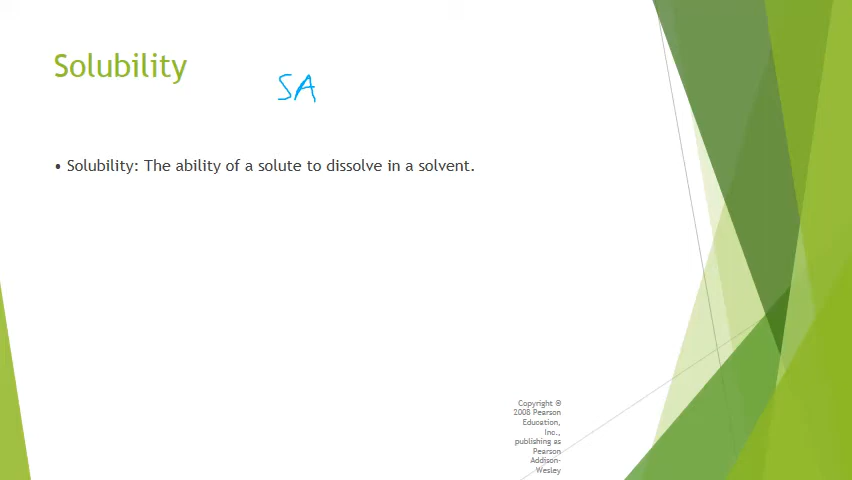 Solubility
SA
• Solubility: The ability of a solute to dissolve in a solvent.
Copyright ©
2008 Pearson
Education,
Inc.,
publishing as
Pearson
Addison-
Wesley